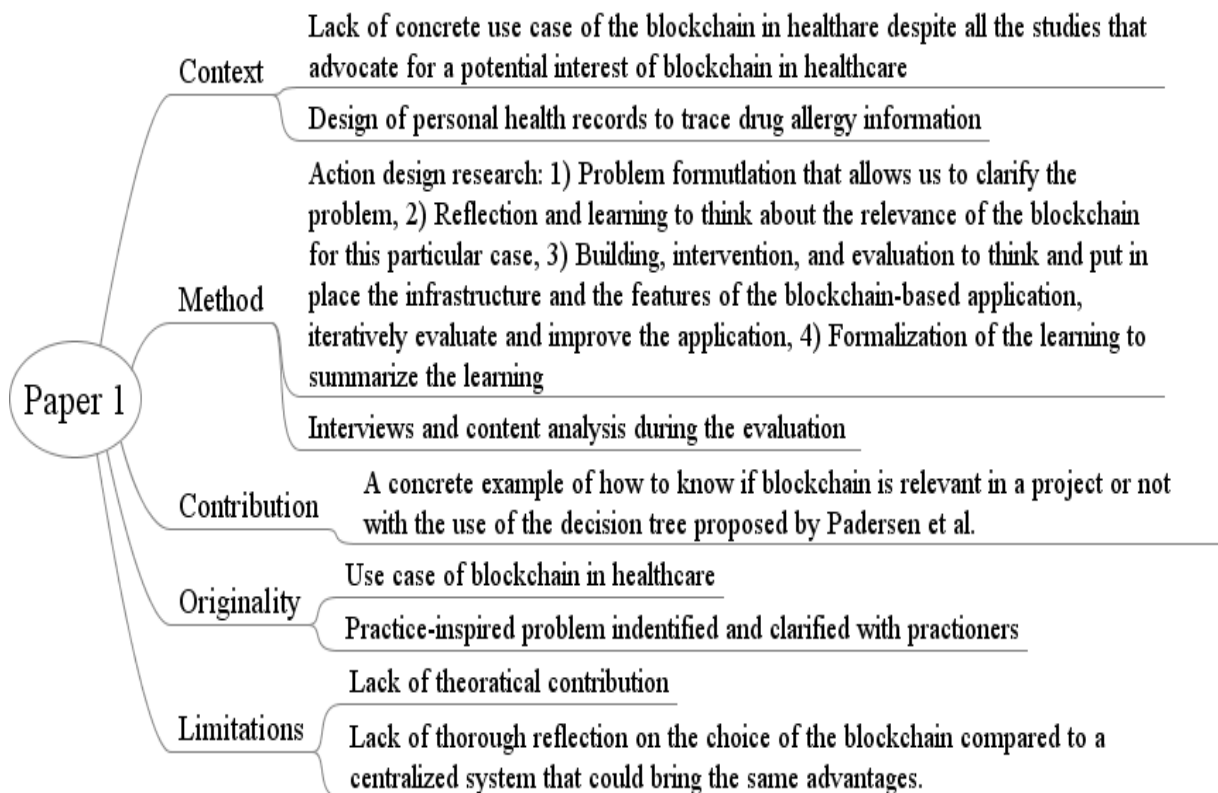 Paper 1
Context
Lack of concrete use case of the blockchain in healthare despite all the studies that
advocate for a potential interest of blockchain in healthcare
Design of personal health records to trace drug allergy information
Method
Action design research: 1) Problem formutlation that allows us to clarify the
problem, 2) Reflection and learning to think about the relevance of the blockchain
for this particular case, 3) Building, intervention, and evaluation to think and put in
place the infrastructure and the features of the blockchain-based application,
iteratively evaluate and improve the application, 4) Formalization of the learning to
summarize the learning
Interviews and content analysis during the evaluation
Contribution
A concrete example of how to know if blockchain is relevant in a project or not
with the use of the decision tree proposed by Padersen et al.
Originality
Use case of blockchain in healthcare
Practice-inspired problem indentified and clarified with practioners
Limitations
Lack of theoratical contribution
Lack of thorough reflection on the choice of the blockchain compared to a
centralized system that could bring the same advantages.